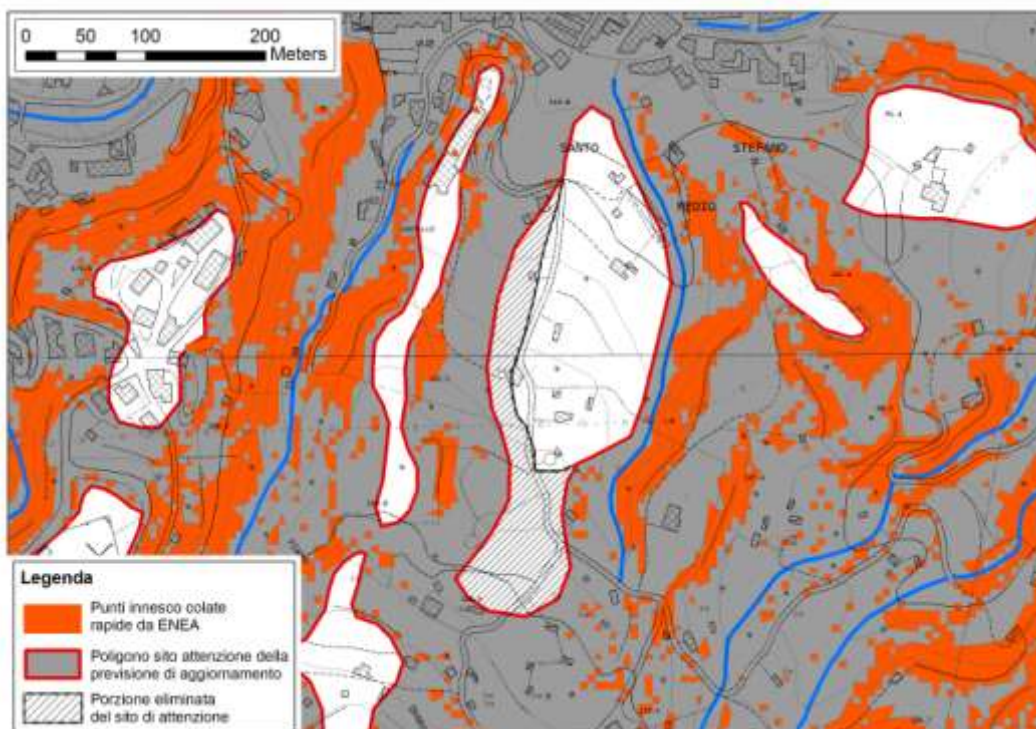 0 50 100 200
Meters
SANTO STEFANO
MEDIO
Legenda
Punti innesco colate
rapide da ENEA
Poligono sito attenzione della
previsione di aggiornamento
Porzione eliminata
del sito di attenzione